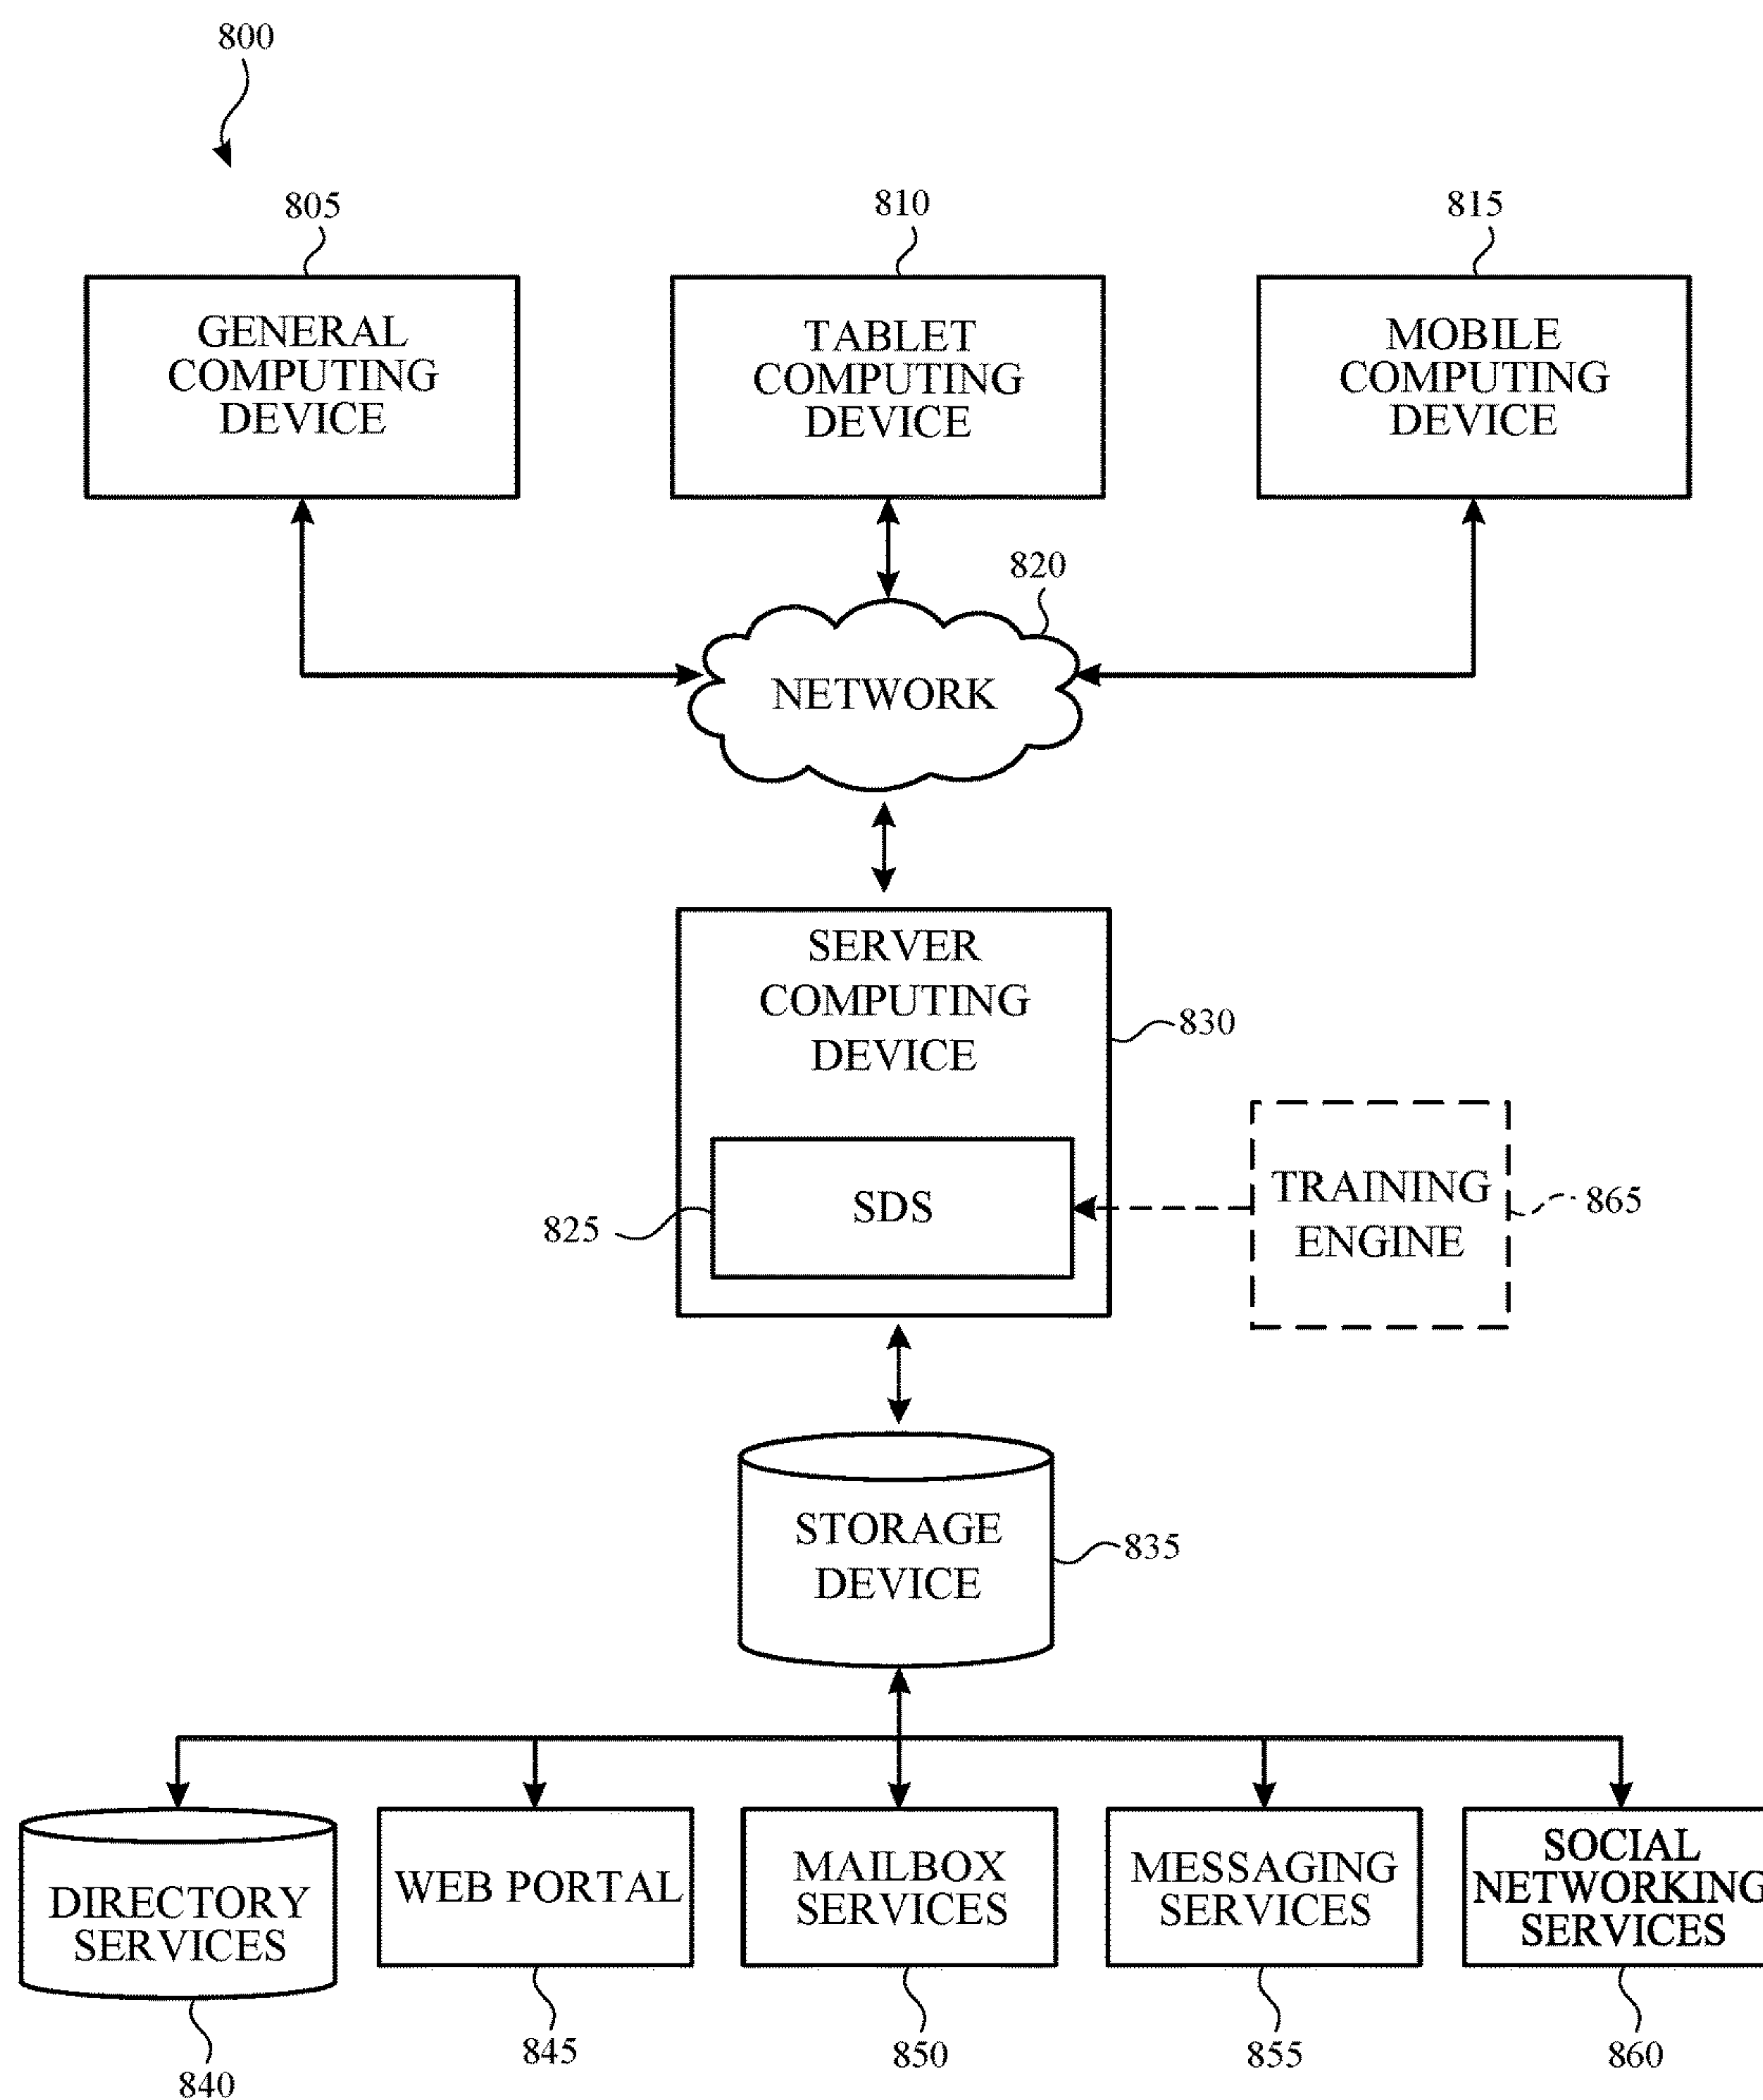 800
805
810
815
GENERAL
COMPUTING
DEVICE
TABLET
COMPUTING
DEVICE
MOBILE
COMPUTING
DEVICE
820
NETWORK
SERVER
COMPUTING
DEVICE
830
SDS
825
TRAINING
ENGINE
865
STORAGE
DEVICE
835
DIRECTORY
SERVICES
WEB PORTAL
MAILBOX
SERVICES
MESSAGING
SERVICES
SOCIAL
NETWORKING
SERVICES
840
845
850
855
860